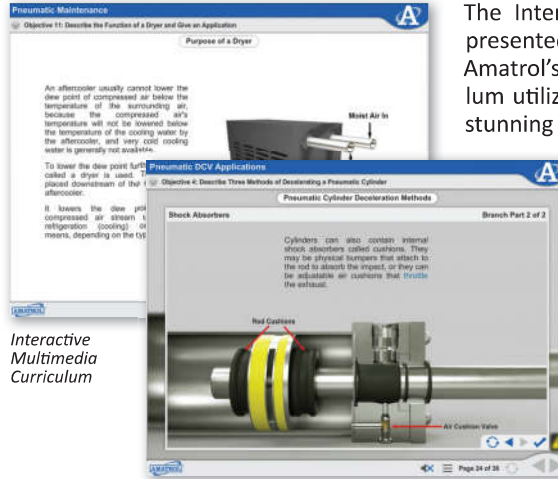 Pneumatic Maintenance
Objective 11: Describe the Function of a Dryer and Give an Application
Purpose of a Dryer
An aftercooler usually cannot lower the
dew point of compressed air below the
temperature of the surrounding air,
because the compressed air's
temperature will not be lowered below
the temperature of the cooling water by
the aftercooler, and very cold cooling
water is generally not available.
To lower the dew point
called a dryer is used.
placed downstream of the
aftercooler.
It lowers the dew
compressed air stream
refrigeration (cooling)
means, depending on the
Moist Air In
AMATROL
The
presented
Amatrol's
lum
stunning
Pneumatic DCV Applications
Objective 4: Describe Three Methods of Decelerating a Pneumatic Cylinder
Pneumatic Cylinder Deceleration Methods
Shock Absorbers
Branch Part 2 of 2
Cylinders can also contain internal
shock absorbers called cushions. They
may be physical bumpers that attach to
the rod to absorb the impact, or they can
be adjustable air cushions that throttle
the exhaust.
Rod Cushions
Air Cushion Valve
AMATROL
Page 24 of 36
Interactive
Multimedia
Curriculum